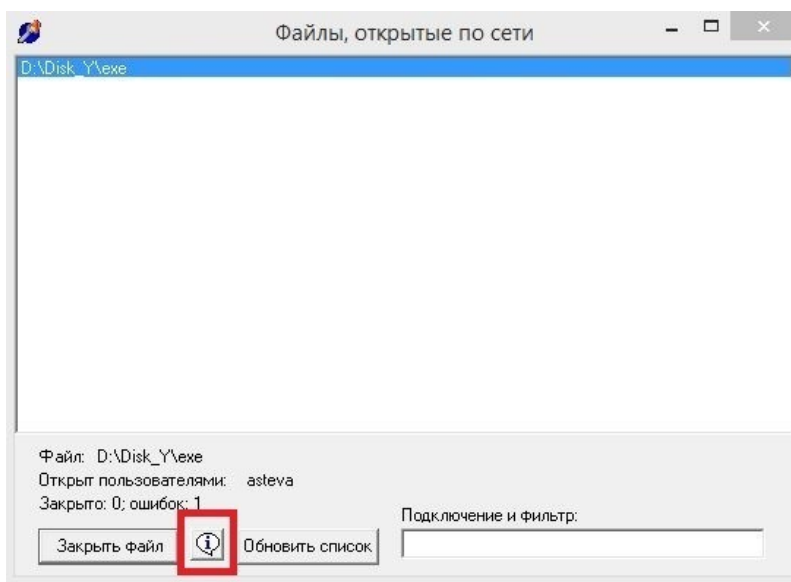 Файлы, открытые по сети
D:\Disk_Y\exe
Файл: D:\Disk_Y\exe
Открыт пользователями: asteva
Закрыто: 0; ошибок: 1
Подключение и фильтр:
Закрыть файл Обновить список